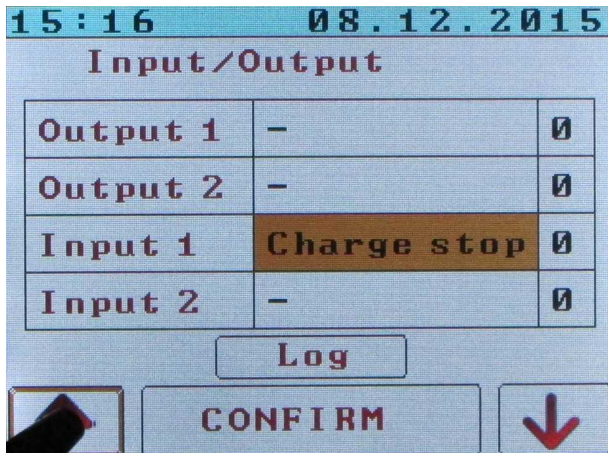 15:16 08.12.2015
Input/Output
Output 1 - 0
Output 2 - 0
Input 1 Charge stop 0
Input 2 - 0
Log
CONFIRM